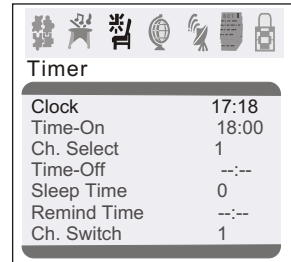 Timer
Clock 17:18
Time-On 18:00
Ch. Select 1
Time-Off --:-
Sleep Time 0
Remind Time --:-
Ch. Switch 1